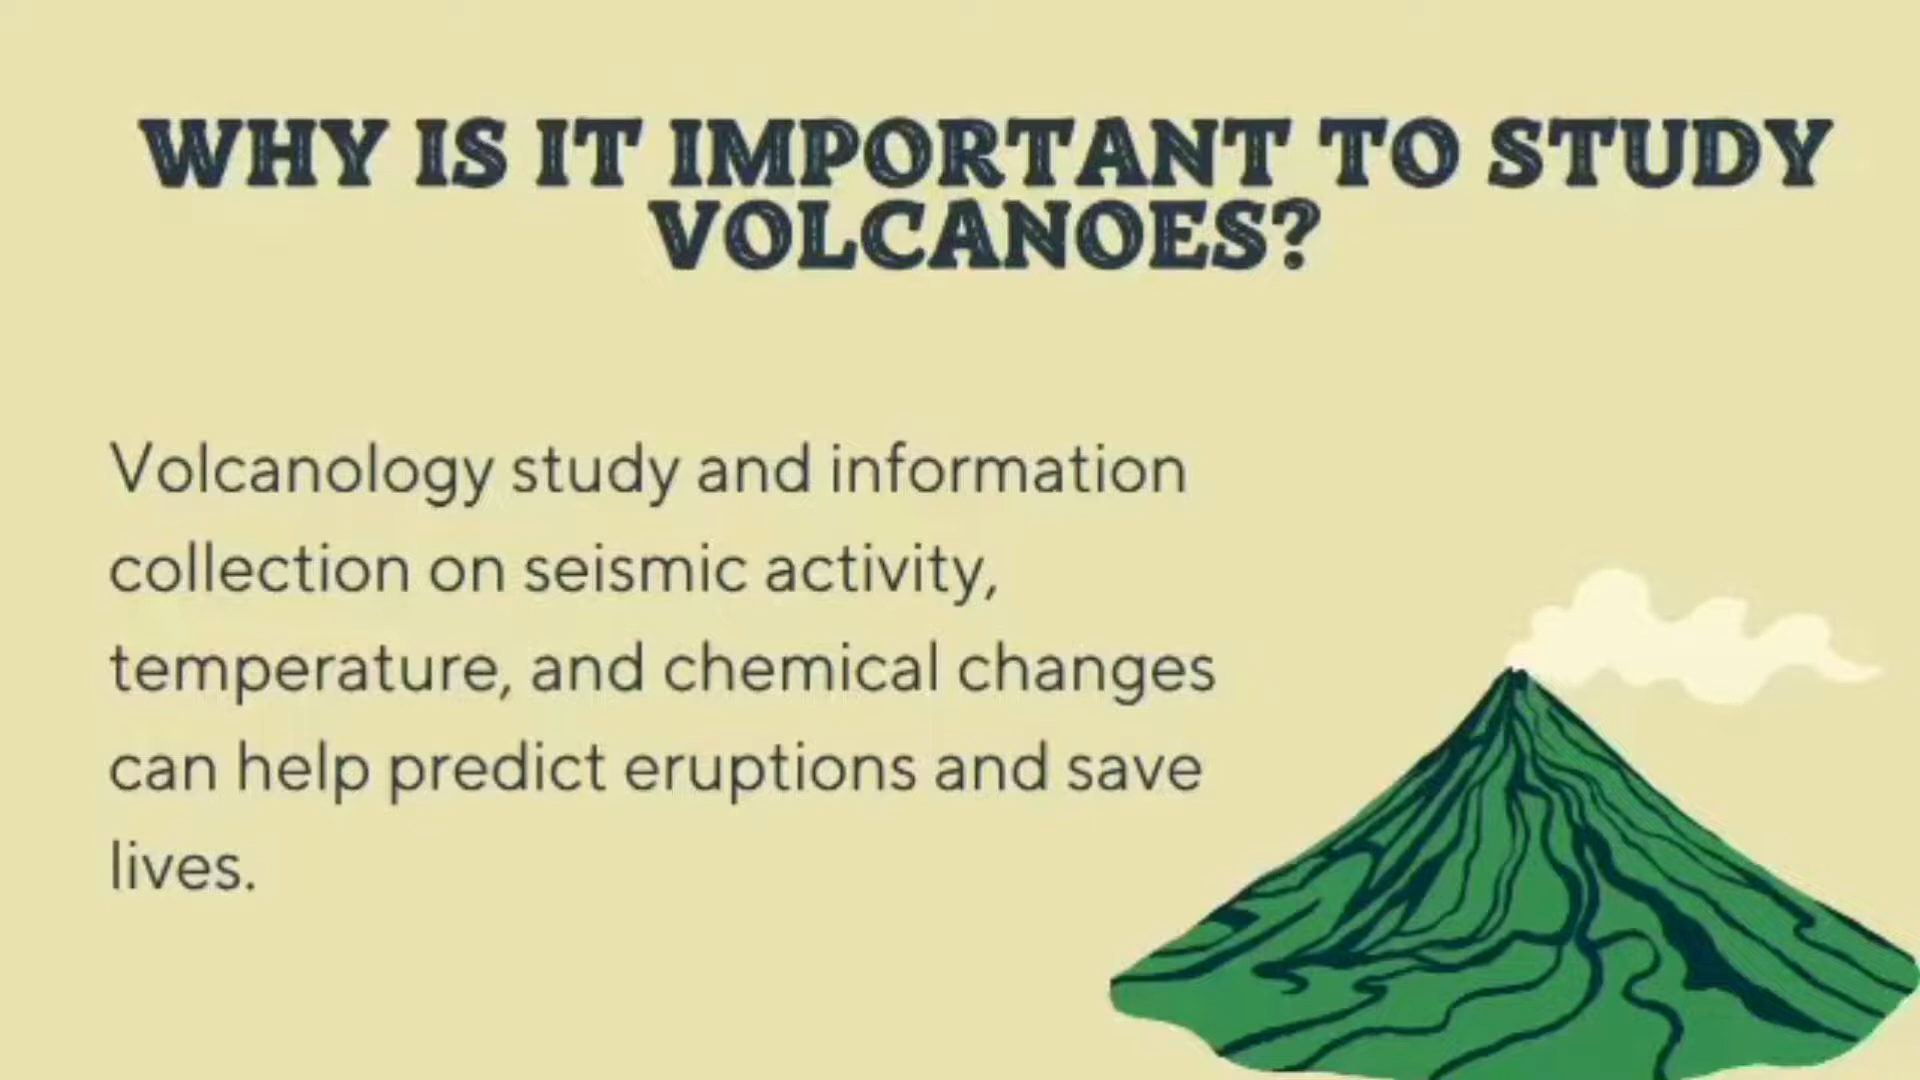 WHY IS IT IMPORTANT TO STUDY
VOLCANOES?
Volcanology study and information
collection on seismic activity,
temperature, and chemical changes
can help predict eruptions and save
lives.